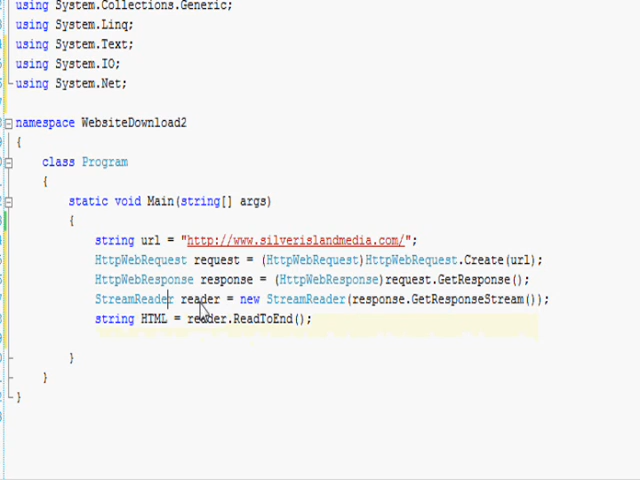 using System.Collections.Generic;
using System.Linq;
using System.Text;
using System.IO;
using System.Net;
namespace WebsiteDownload2
{
class Program
{
static void Main(string[] args)
{
string url = "http://www.silverislandmedia.com/";
HttpWebRequest request = (HttpWebRequest)HttpWebRequest.Create(url);
HttpWebResponse response = (HttpWebResponse)request.GetResponse();
StreamReader reader = new StreamReader(response.GetResponseStream());
string HTML = reader.ReadToEnd();
}
}
}